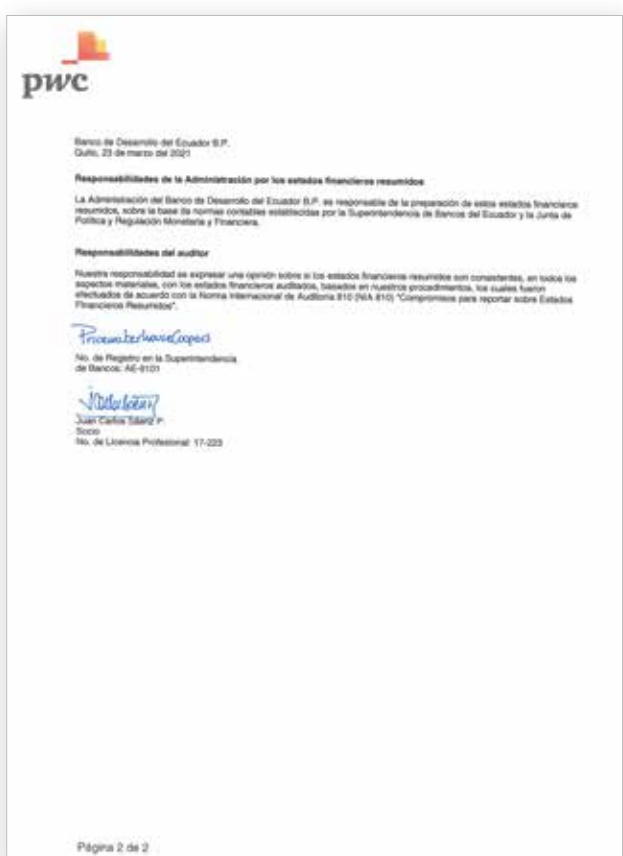 pwc
Banco de Desarrollo del Ecuador B.P.
Quito, 23 de marzo del 2021
Responsabilidades de la Administración por los estados financieros resumidos
La Administración del Banco de Desarrollo del Ecuador B.P. es responsable de la preparación de estos estados financieros
resumidos, sobre la base de normas contables establecidas por la Superintendencia de Bancos del Ecuador y la Junta de
Política y Regulación Monetaria y Financiera.
Responsabilidades del auditor
Nuestra responsabilidad es expresar una opinión sobre si los estados financieros resumidos son consistentes, en todos los
aspectos materiales, con los estados financieros auditados, basados en nuestros procedimientos, los cuales fueron
efectuados de acuerdo con la Norma Internacional de Auditoría 810 (NIA 810) "Compromisos para reportar sobre Estados
Financieros Resumidos".
PricewaterhouseCoopers
No. de Registro en la Superintendencia
de Bancos: AE-9101
Juan Carlos Sáenz P.
Socio
No. de Licencia Profesional: 17-223
Página 2 de 2